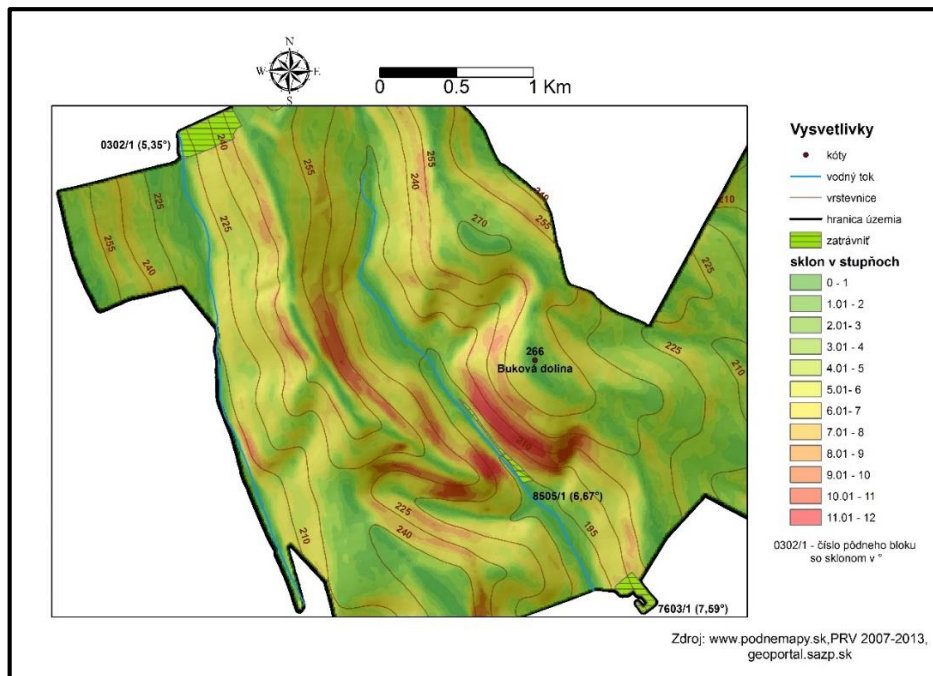 N
W E
S
0 0.5 1 Km
0302/1 (5,35°)
240
255
255
240
240
255
210
225
225
270
225
255
240
225
266
Buková dolina
210
8505/1 (6,67°)
225
240
195
210
7603/1 (7,59°)
Vysvetlivky
kóty
vodný tok
vrstevnice
hranica územia
zatrávniť
sklon v stupňoch
0 - 1
1.01 - 2
2.01- 3
3.01 - 4
4.01 - 5
5.01 - 6
6.01 - 7
7.01 - 8
8.01 - 9
9.01 - 10
10.01 - 11
11.01 - 12
0302/1 - číslo pôdneho bloku
so sklonom v °
Zdroj: www.podnemapy.sk,PRV 2007-2013,
geoportal.sazp.sk